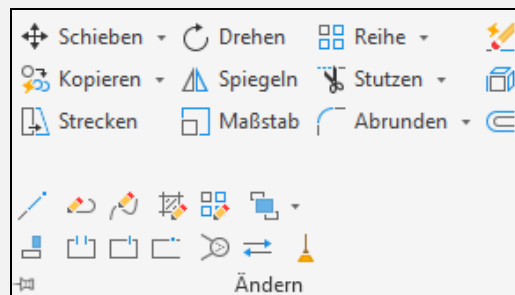 Schieben Drehen Reihe
Kopieren Spiegeln Stutzen
Strecken Maßstab Abrunden
Ändern